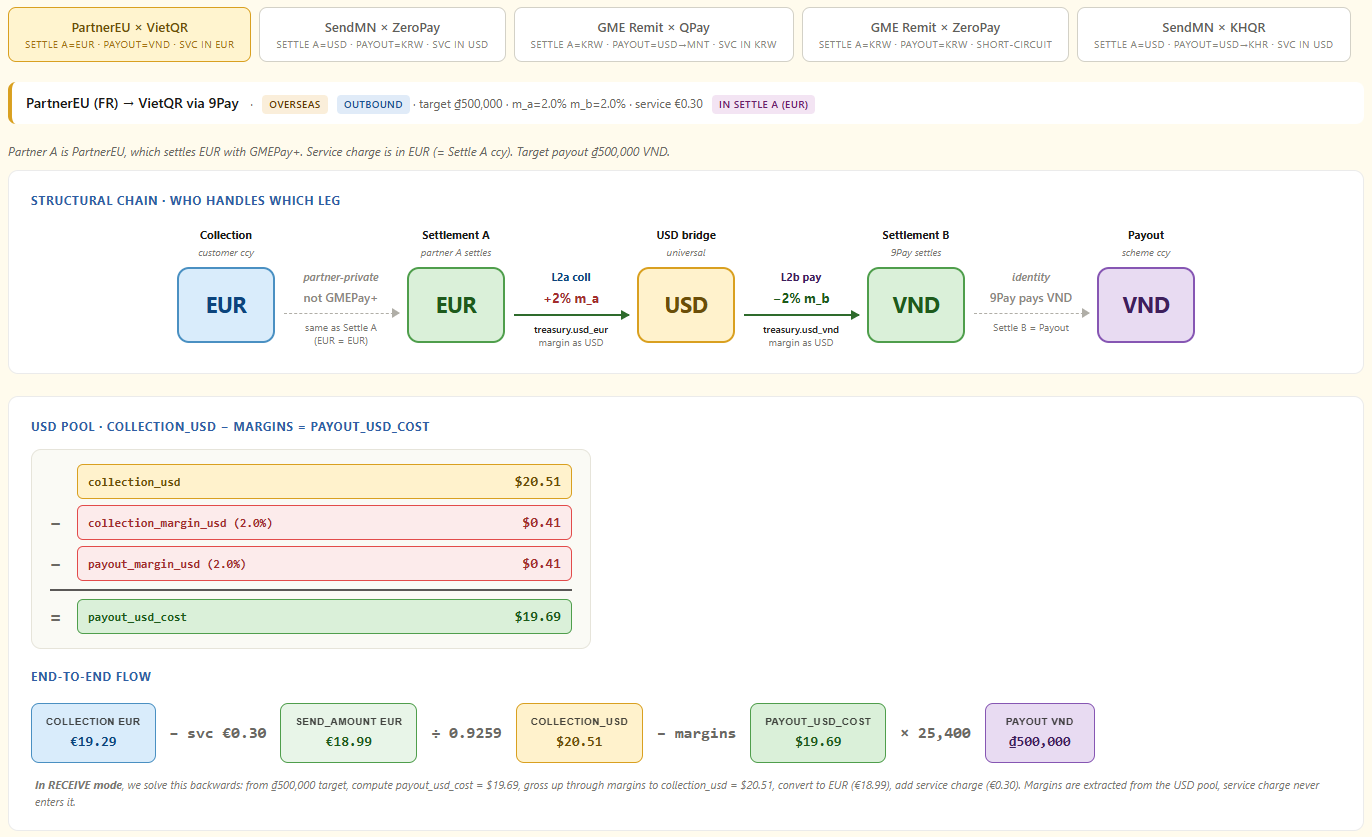 PartnerEU × VietQR
SETTLE A=EUR · PAYOUT=VND · SVC IN EUR
SendMN × ZeroPay
SETTLE A=USD · PAYOUT=KRW · SVC IN USD
GME Remit × QPay
SETTLE A=KRW · PAYOUT=USD→MNT · SVC IN KRW
GME Remit × ZeroPay
SETTLE A=KRW · PAYOUT=KRW · SHORT-CIRCUIT
SendMN × KHQR
SETTLE A=USD · PAYOUT=USD→KHR · SVC IN USD
PartnerEU (FR) → VietQR via 9Pay · OVERSEAS OUTBOUND · target ₫500,000 · m_a=2.0% m_b=2.0% · service €0.30 IN SETTLE A (EUR)
Partner A is PartnerEU, which settles EUR with GMEPay+. Service charge is in EUR (= Settle A ccy). Target payout ₫500,000 VND.
STRUCTURAL CHAIN · WHO HANDLES WHICH LEG
Collection
customer ccy
EUR
partner-private
not GMEPay+
same as Settle A
(EUR = EUR)
Settlement A
partner A settles
EUR
L2a coll
+2% m_a
treasury.usd_eur
margin as USD
USD bridge
universal
USD
L2b pay
−2% m_b
treasury.usd_vnd
margin as USD
Settlement B
9Pay settles
VND
identity
9Pay pays VND
Settle B = Payout
Payout
scheme ccy
VND
USD POOL · COLLECTION_USD − MARGINS = PAYOUT_USD_COST
collection_usd $20.51
− collection_margin_usd (2.0%) $0.41
− payout_margin_usd (2.0%) $0.41
= payout_usd_cost $19.69
END-TO-END FLOW
COLLECTION EUR
€19.29
− svc €0.30
SEND_AMOUNT EUR
€18.99
÷ 0.9259
COLLECTION_USD
$20.51
− margins
PAYOUT_USD_COST
$19.69
× 25,400
PAYOUT VND
₫500,000
In RECEIVE mode, we solve this backwards: from ₫500,000 target, compute payout_usd_cost = $19.69, gross up through margins to collection_usd = $20.51, convert to EUR (€18.99), add service charge (€0.30). Margins are extracted from the USD pool, service charge never
enters it.